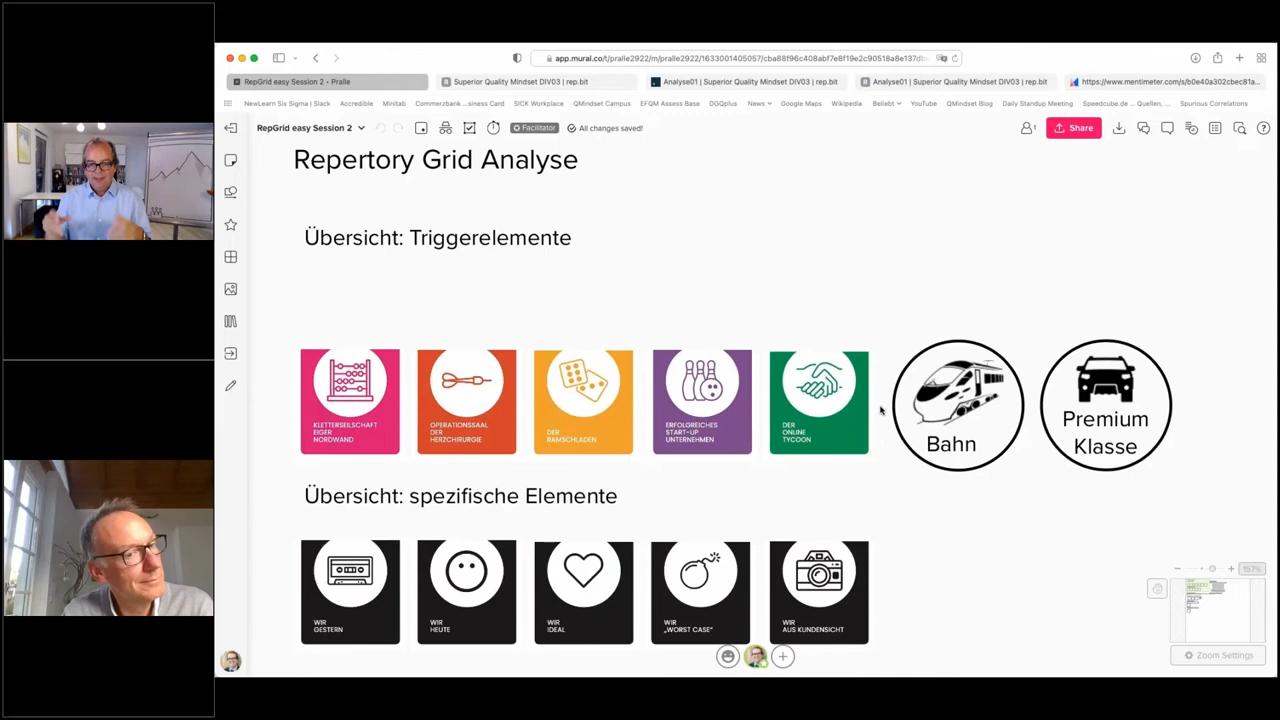 app.mural.co/t/pralle2922/m/pralle2922/1633001405057/cba88f96c408abf7e8f19e2c90518a8e137db
RepGrid easy Session 2 • Pralle
Superior Quality Mindset DIV03 | rep.bit
Analyse01 | Superior Quality Mindset DIV03 | rep.bit
Analyse01 | Superior Quality Mindset DIV03 | rep.bit
https://www.mentimeter.com/s/b0e40a302cbec81a...
NewLearn Six Sigma | Slack
Accredible
Minitab
Commerzbank ...siness Card
SICK Workplace
QMindset Campus
EFQM Assess Base
DGQplus
News
Google Maps
Wikipedia
Beliebt
YouTube
QMindset Blog
Daily Standup Meeting
Speedcube.de ... Quellen, ...
Spurious Correlations
RepGrid easy Session 2
Facilitator
All changes saved!
1
Share
Repertory Grid Analyse
Übersicht: Triggerelemente
KLETTERSEILSCHAFT
EIGER
NORDWAND
OPERATIONSSAAL
DER
HERZCHIRURGIE
DER
RAMSCHLADEN
ERFOLGREICHES
START-UP
UNTERNEHMEN
DER
ONLINE
TYCOON
Bahn
Premium
Klasse
Übersicht: spezifische Elemente
WIR
GESTERN
WIR
HEUTE
WIR
IDEAL
WIR
„WORST CASE“
WIR
AUS KUNDENSICHT
157%
Zoom Settings